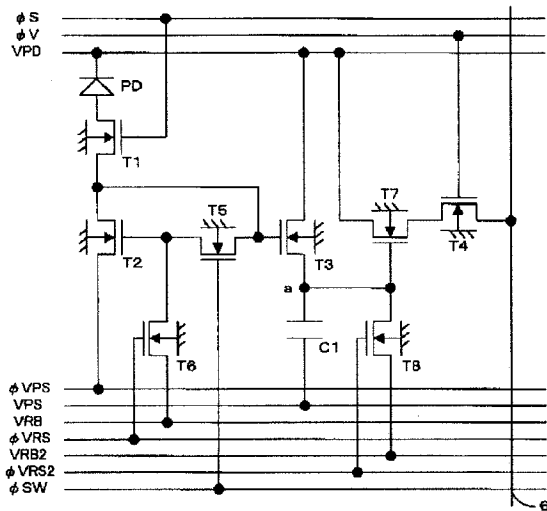 φS
φV
VPD
PD
T1
T5
T7
T2
T3
T4
a
T6
C1
T8
φVPS
VPS
VRB
φVRS
VRB2
φVRS2
φSW
6